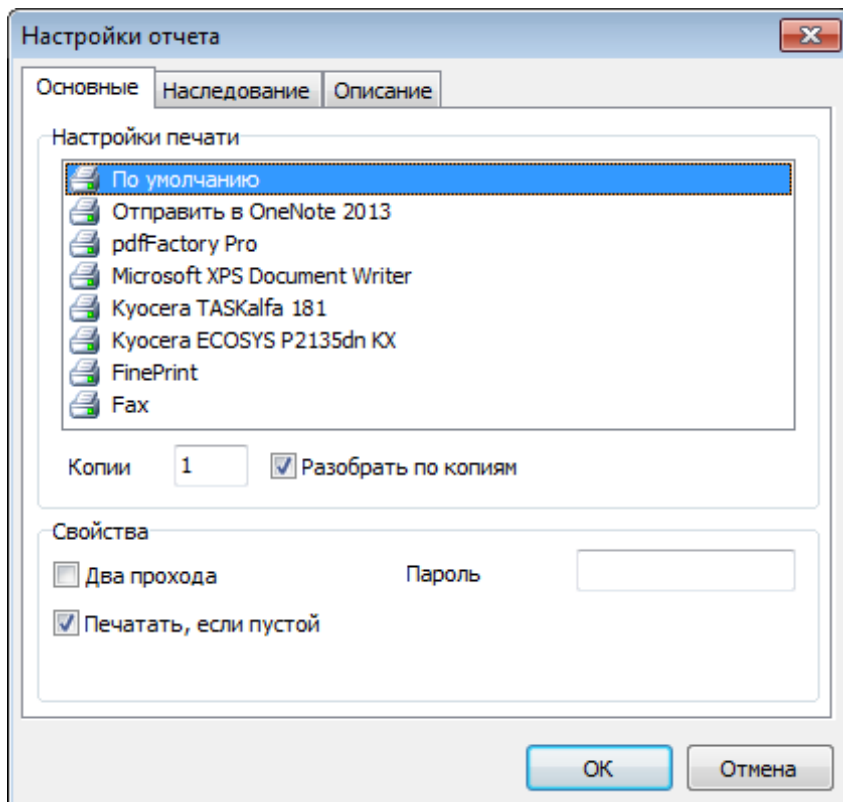 Настройки отчета
Основные Наследование Описание
Настройки печати
По умолчанию
Отправить в OneNote 2013
pdfFactory Pro
Microsoft XPS Document Writer
Kyocera TASKalfa 181
Kyocera ECOSYS P2135dn KX
FinePrint
Fax
Копии 1 Разобрать по копиям
Свойства
Два прохода Пароль
Печатать, если пустой
OK Отмена